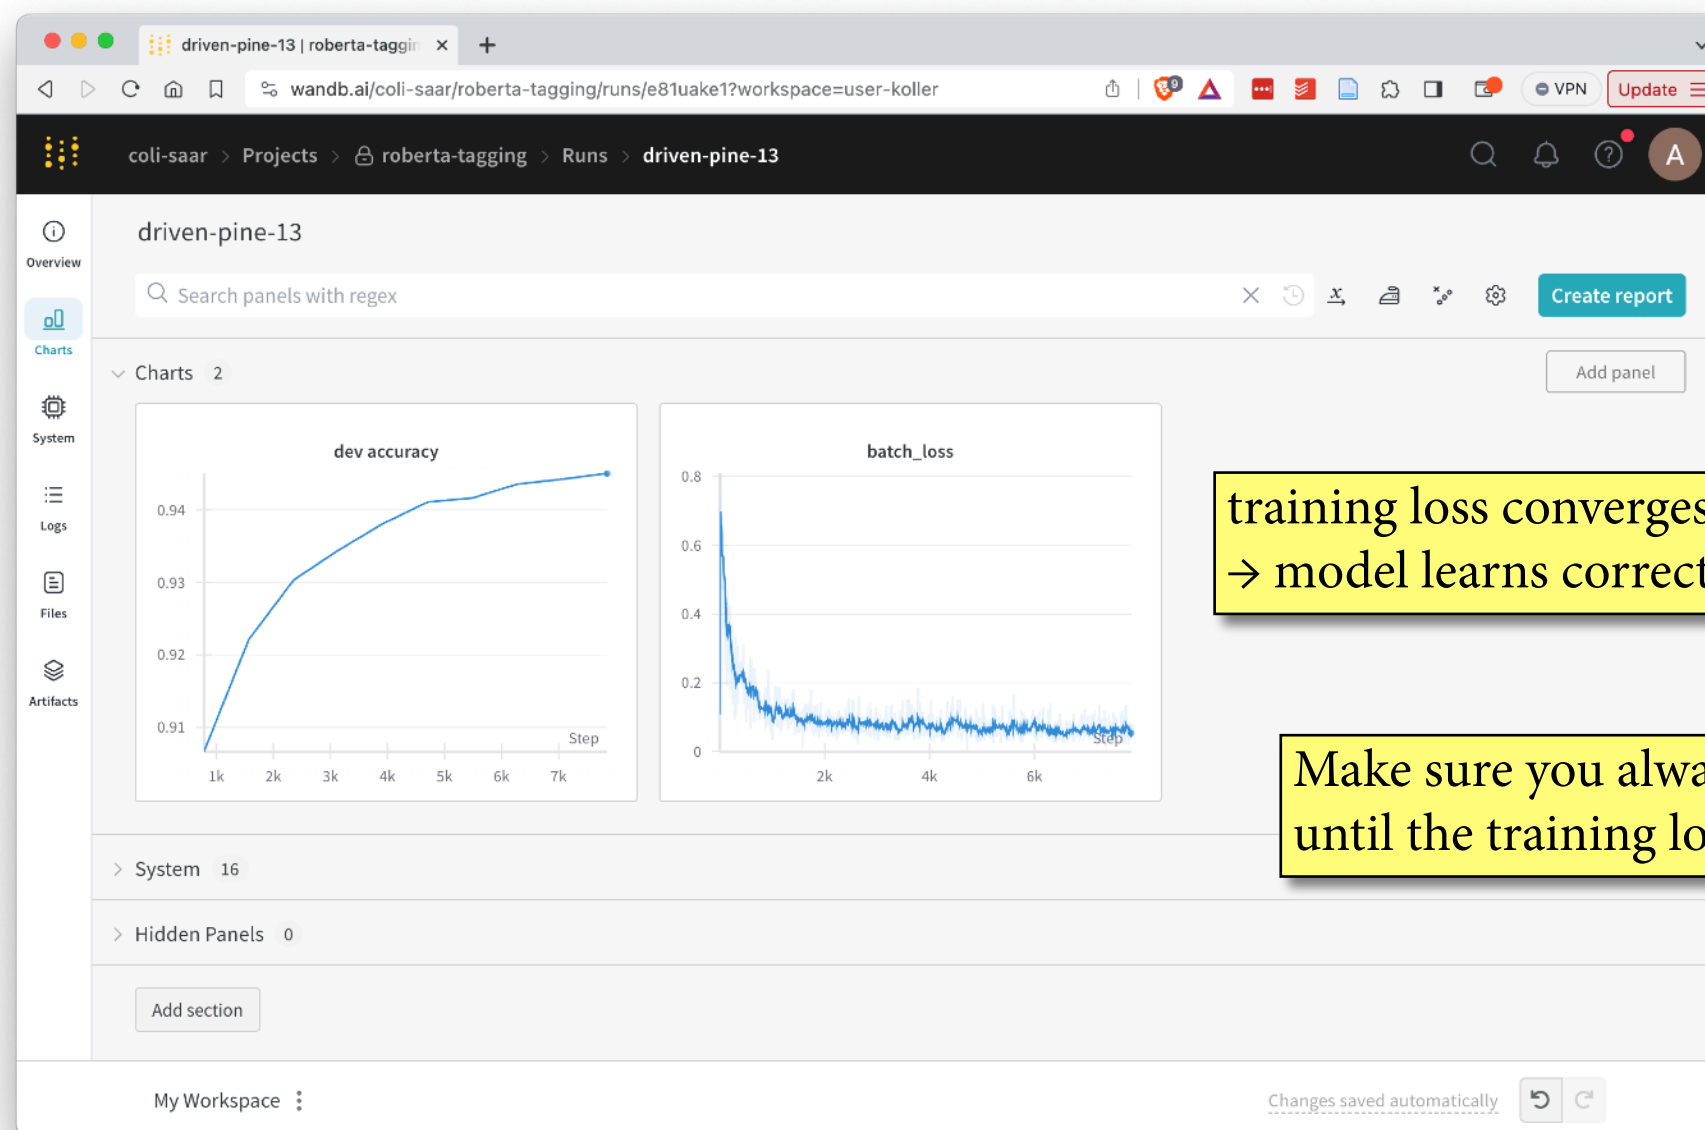 driven-pine-13 | roberta-taggin
wandb.ai/coli-saar/roberta-tagging/runs/e81uake1?workspace=user-koller
9
VPN
Update
coli-saar > Projects > roberta-tagging > Runs > driven-pine-13
A
driven-pine-13
Overview
Search panels with regex
Create report
Charts
Charts 2
Add panel
System
Logs
Files
Artifacts
dev accuracy
0.94
0.93
0.92
0.91
Step
1k 2k 3k 4k 5k 6k 7k
batch_loss
0.8
0.6
0.4
0.2
0
Step
2k 4k 6k
training loss converges
→ model learns correct
Make sure you alwa
until the training lo
System 16
Hidden Panels 0
Add section
My Workspace
Changes saved automatically